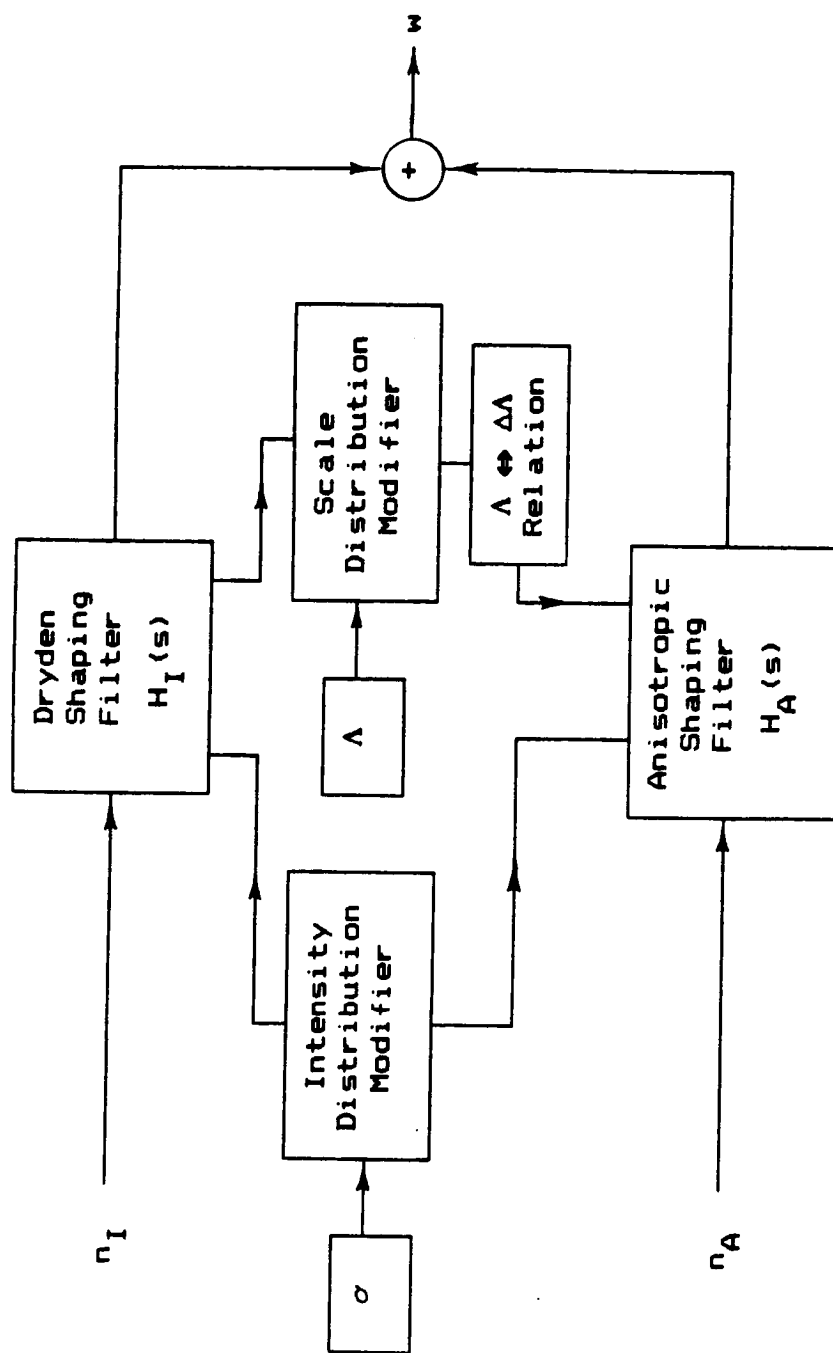 n_I
Dryden
Shaping
Filter
H_I(s)
σ
Intensity
Distribution
Modifier
Λ
Scale
Distribution
Modifier
Λ ⇔ ΔΛ
Relation
+
w
n_A
Anisotropic
Shaping
Filter
H_A(s)